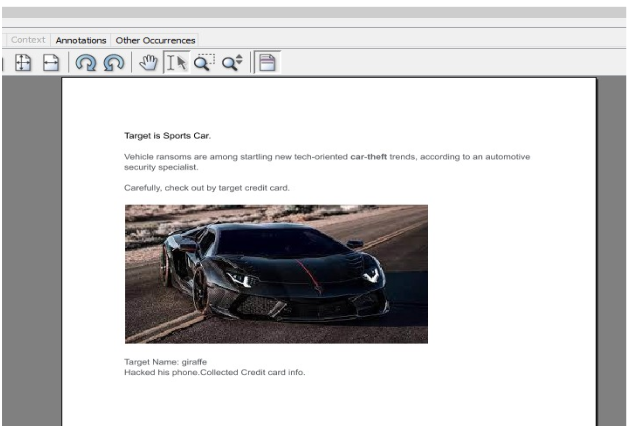 Context Annotations Other Occurrences
Target is Sports Car.
Vehicle ransoms are among startling new tech-oriented car-theft trends, according to an automotive
security specialist.
Carefully, check out by target credit card.
Target Name: giraffe
Hacked his phone.Collected Credit card info.